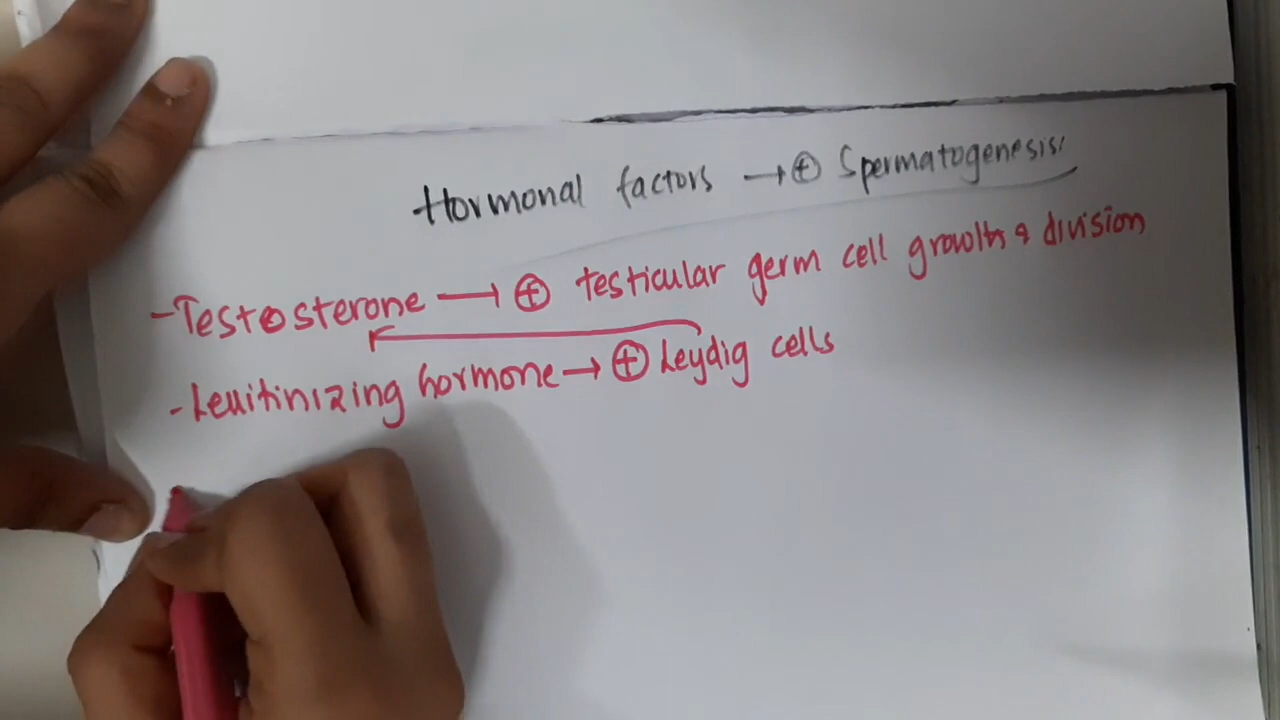 Hormonal factors → ⊕ Spermatogenesis
-Testosterone → ⊕ testicular germ cell growth & division
-Leuitinizing hormone → ⊕ Leydig cells